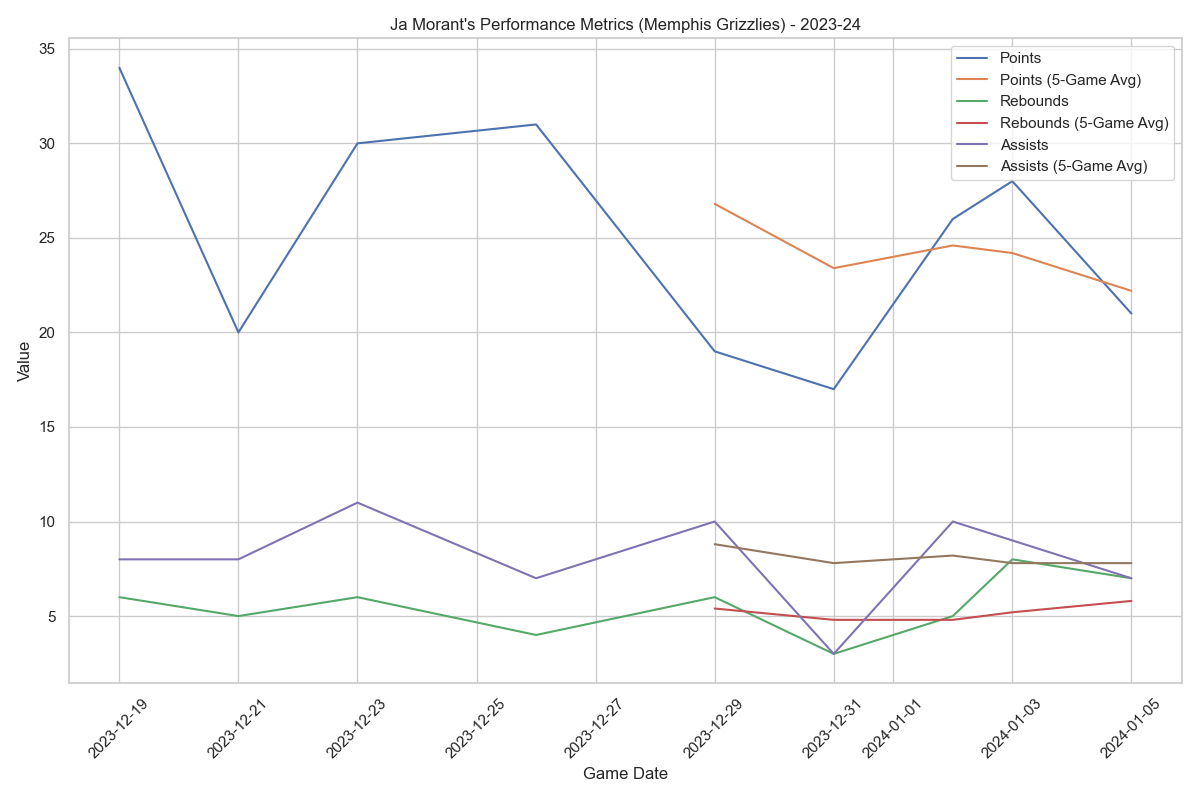 Ja Morant's Performance Metrics (Memphis Grizzlies) - 2023-24
Points
Points (5-Game Avg)
Rebounds
Rebounds (5-Game Avg)
Assists
Assists (5-Game Avg)
Value
35
30
25
20
15
10
5
2023-12-19
2023-12-21
2023-12-23
2023-12-25
2023-12-27
2023-12-29
2023-12-31
2024-01-01
2024-01-03
2024-01-05
Game Date